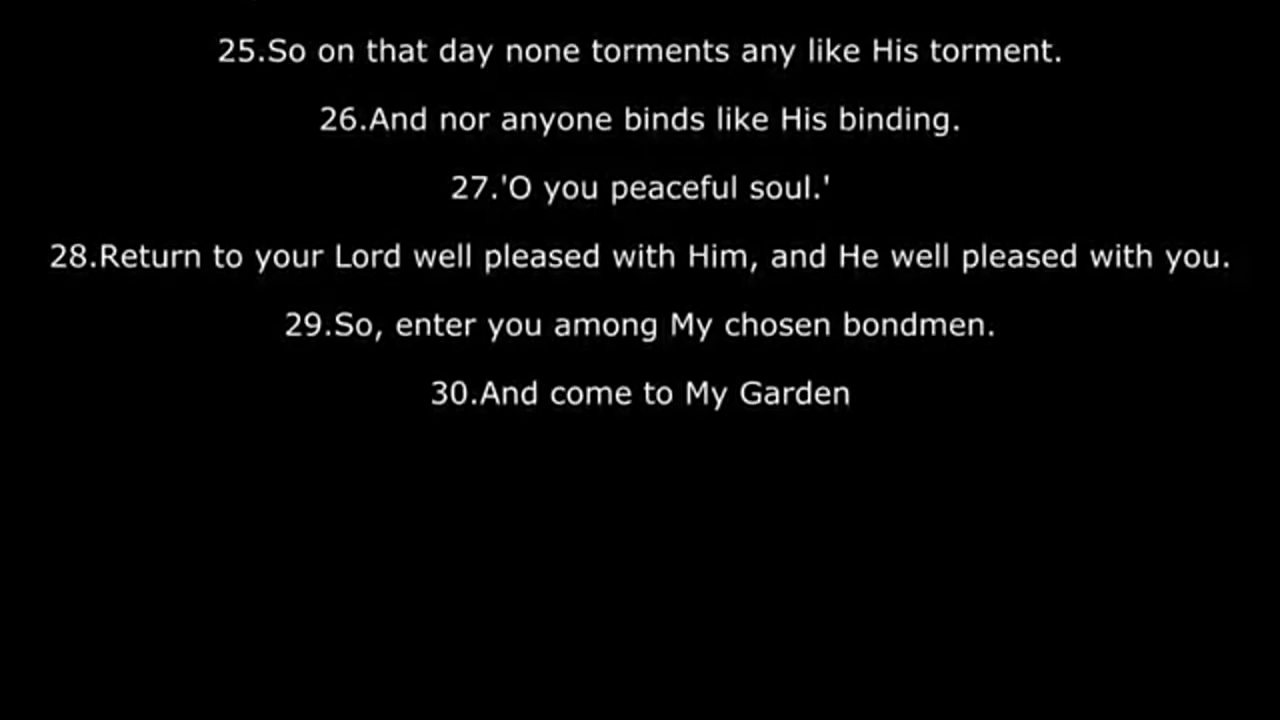 25.So on that day none torments any like His torment.
26.And nor anyone binds like His binding.
27.'O you peaceful soul.'
28.Return to your Lord well pleased with Him, and He well pleased with you.
29.So, enter you among My chosen bondmen.
30.And come to My Garden